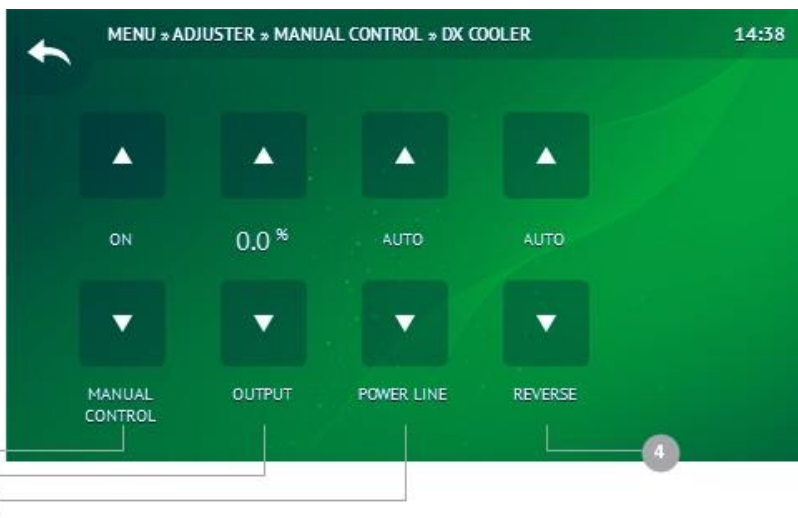 MENU » ADJUSTER » MANUAL CONTROL » DX COOLER 14:38
ON 0.0 % AUTO AUTO
MANUAL CONTROL
OUTPUT
POWER LINE
REVERSE
4